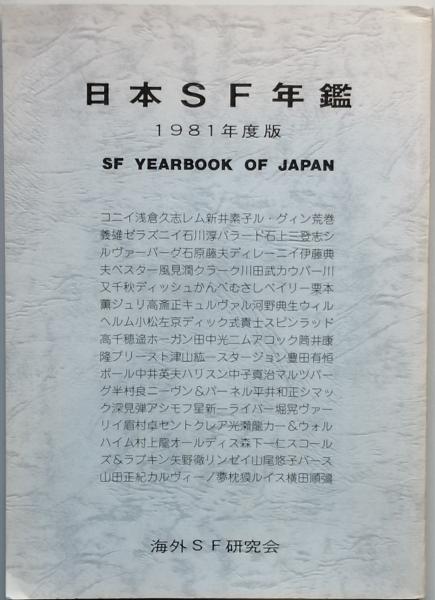 日本SF年鑑
1981年度版
SF YEARBOOK OF JAPAN
コニイ浅倉久志レム新井素子ル・グィン荒巻
義雄ゼラズニイ石川淳バラード石上三登志シ
ルヴァーバーグ石原藤夫ディレーニイ伊藤典
夫ベスター風見潤クラーク川田武カウパー川
又千秋ディッシュかんべむさしベイリー栗本
薫ジュリ高斎正キュルヴァル河野典生ウィル
ヘルム小松左京ディック式貴士スピンラッド
高千穂遥ホーガン田中光二ムアコック筒井康
隆プリースト津山紘一スタージョン豊田有恒
ポール中井英夫ハリスン中子真治マルツバー
グ半村良ニーヴン＆パーネル平井和正シマッ
ク深見弾アシモフ星新一ライバー堀晃ヴァー
リイ眉村卓セントクレア光瀬龍カー＆ウォル
ハイム村上龍オールディス森下一仁スコール
ズ＆ラブキン矢野徹リンゼイ山尾悠子パース
山田正紀カルヴィーノ夢枕獏ルイス横田順彌
海外SF研究会